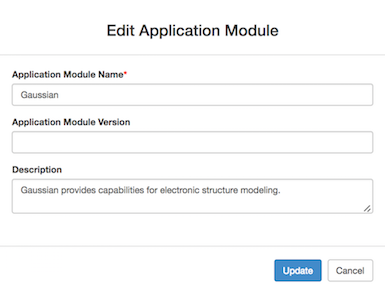 Edit Application Module
Application Module Name*
Gaussian
Application Module Version
Description
Gaussian provides capabilities for electronic structure modeling.
Update Cancel